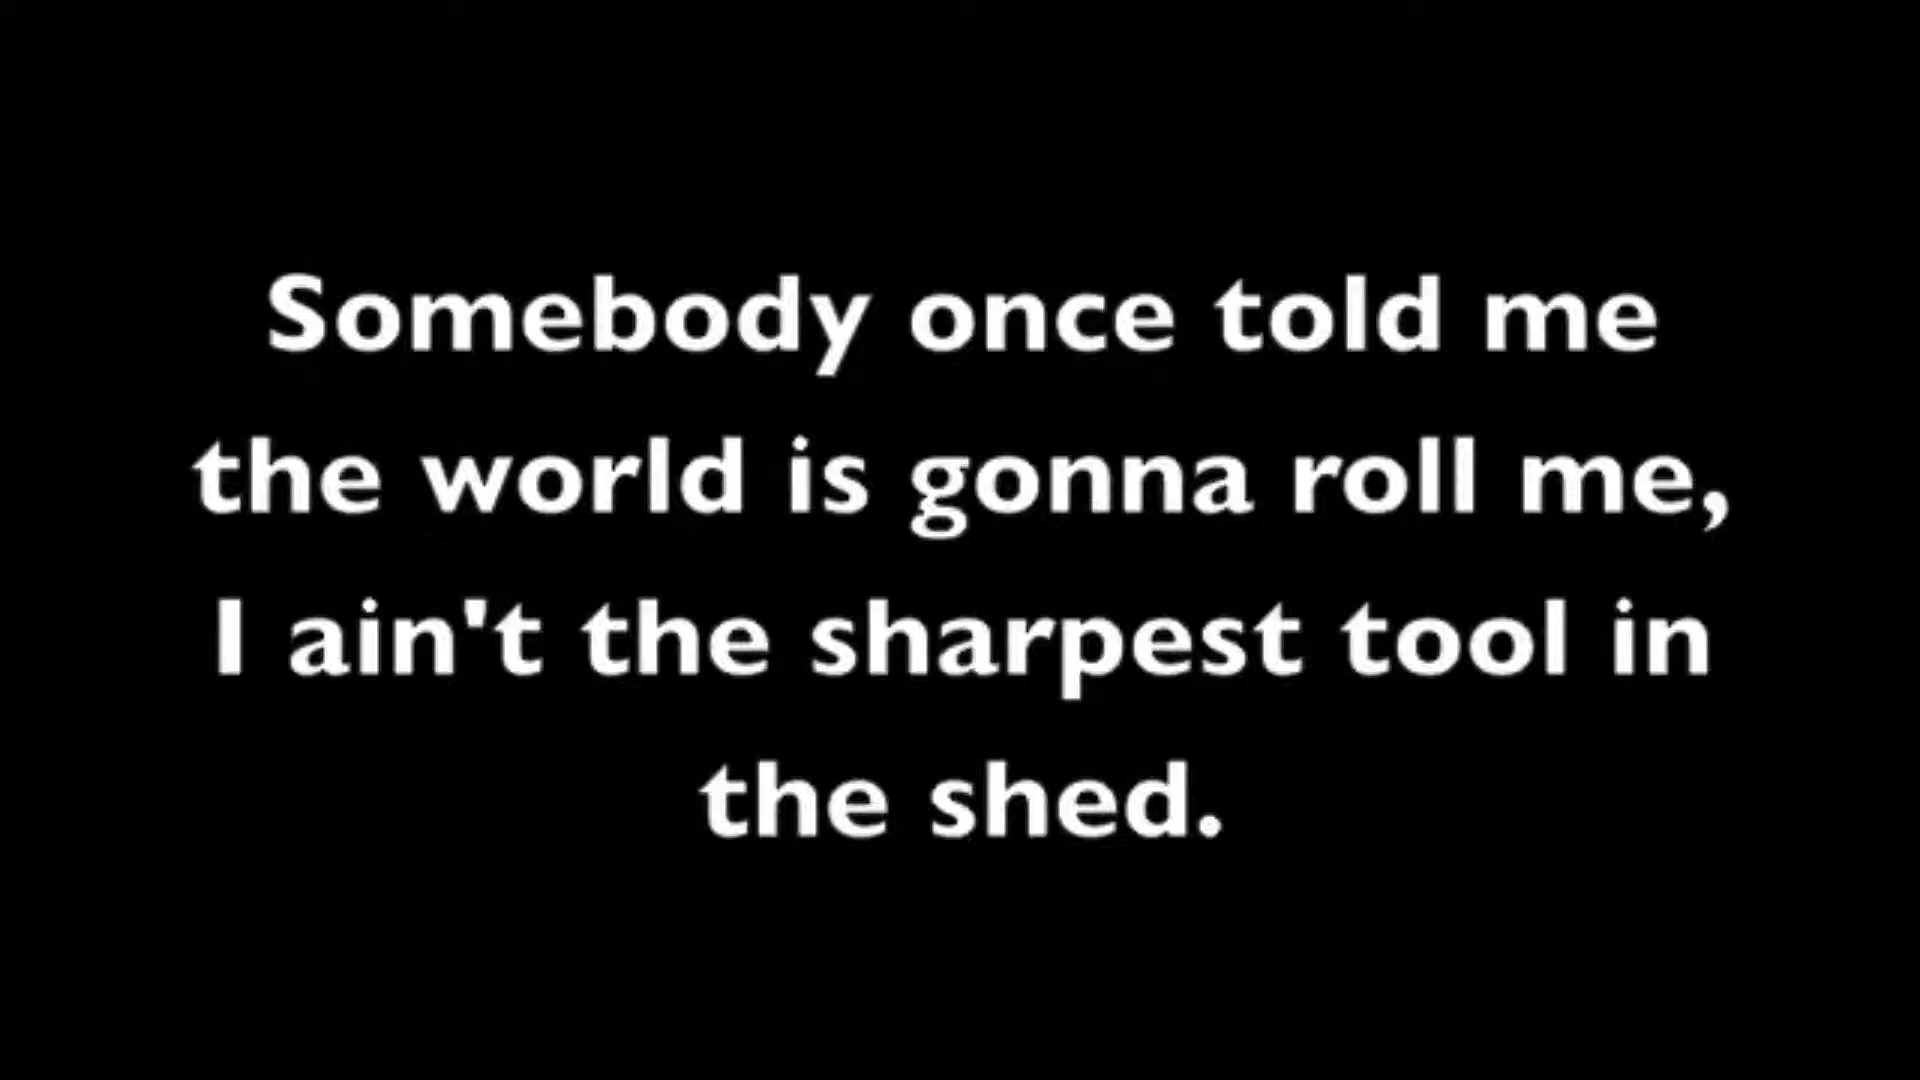 Somebody once told me
the world is gonna roll me,
I ain't the sharpest tool in
the shed.